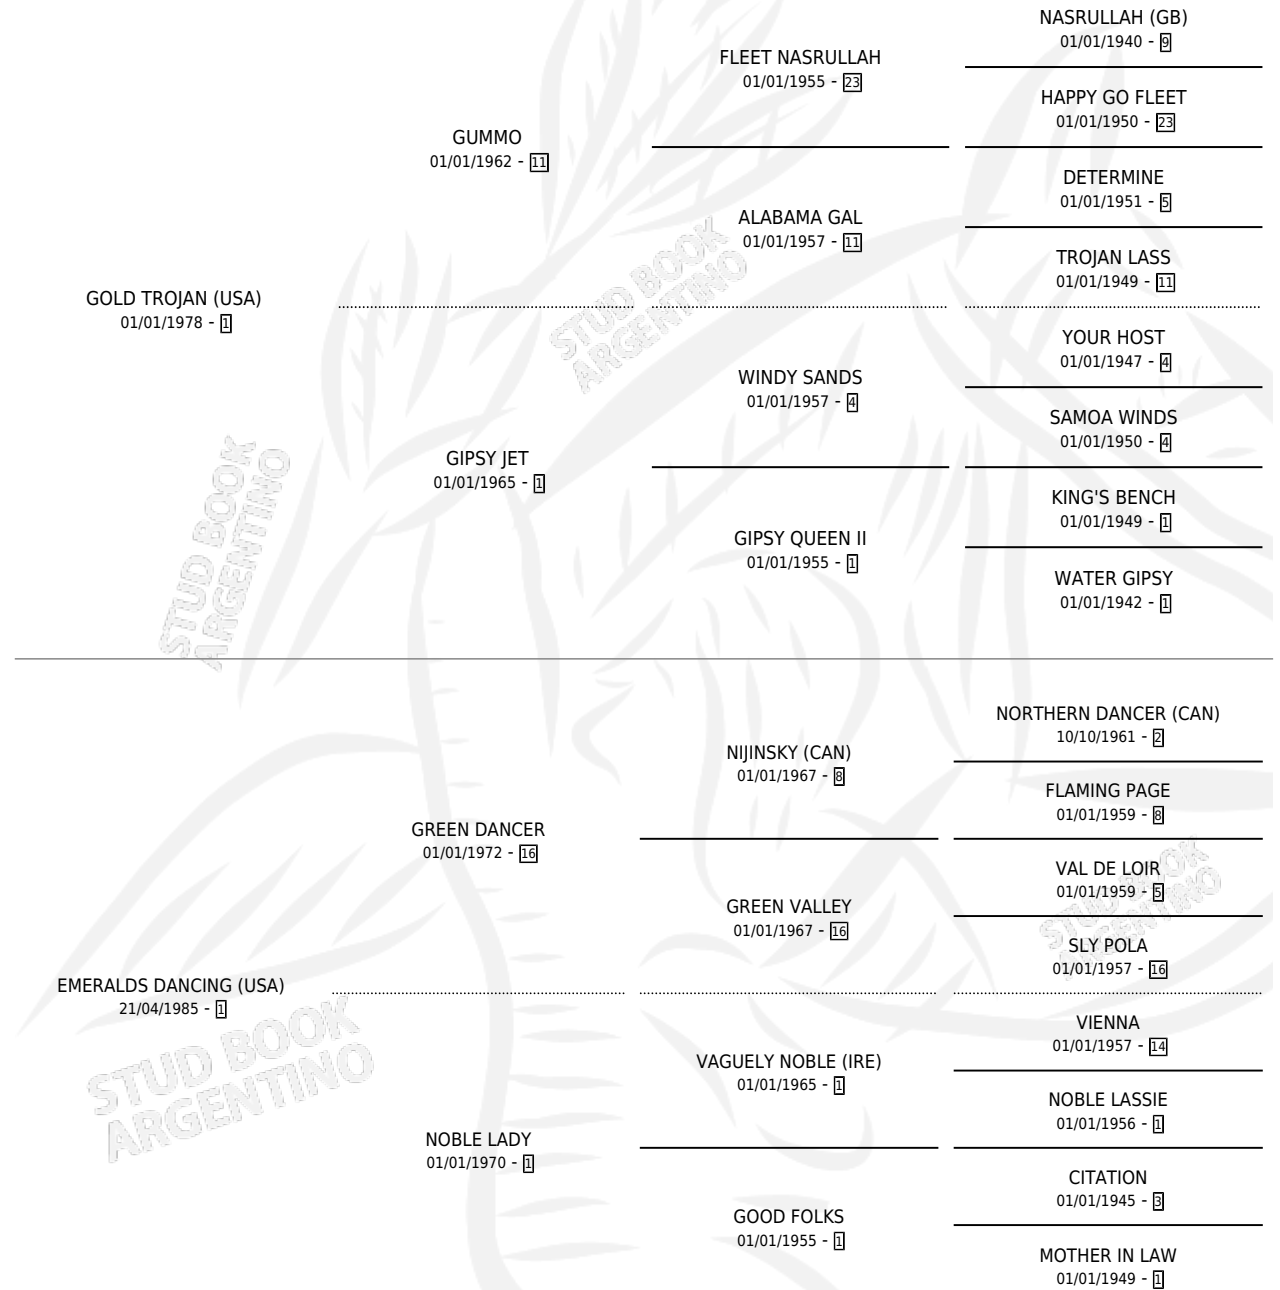 NASRULLAH (GB)
01/01/1940 - 9
FLEET NASRULLAH
01/01/1955 - 23
HAPPY GO FLEET
01/01/1950 - 23
GUMMO
01/01/1962 - 11
DETERMINE
01/01/1951 - 5
ALABAMA GAL
01/01/1957 - 11
TROJAN LASS
01/01/1949 - 11
GOLD TROJAN (USA)
01/01/1978 - 1
YOUR HOST
01/01/1947 - 4
WINDY SANDS
01/01/1957 - 4
SAMOA WINDS
01/01/1950 - 4
GIPSY JET
01/01/1965 - 1
KING'S BENCH
01/01/1949 - 1
GIPSY QUEEN II
01/01/1955 - 1
WATER GIPSY
01/01/1942 - 1
STUD BOOK
ARGENTINO
STUD BOOK
ARGENTINO
NORTHERN DANCER (CAN)
10/10/1961 - 2
NIJINSKY (CAN)
01/01/1967 - 8
FLAMING PAGE
01/01/1959 - 8
GREEN DANCER
01/01/1972 - 16
VAL DE LOIR
01/01/1959 - 5
GREEN VALLEY
01/01/1967 - 16
SLY POLA
01/01/1957 - 16
EMERALDS DANCING (USA)
21/04/1985 - 1
VIENNA
01/01/1957 - 14
VAGUELY NOBLE (IRE)
01/01/1965 - 1
NOBLE LASSIE
01/01/1956 - 1
NOBLE LADY
01/01/1970 - 1
CITATION
01/01/1945 - 3
GOOD FOLKS
01/01/1955 - 1
MOTHER IN LAW
01/01/1949 - 1
STUD BOOK
ARGENTINO
STUD BOOK
ARGENTINO